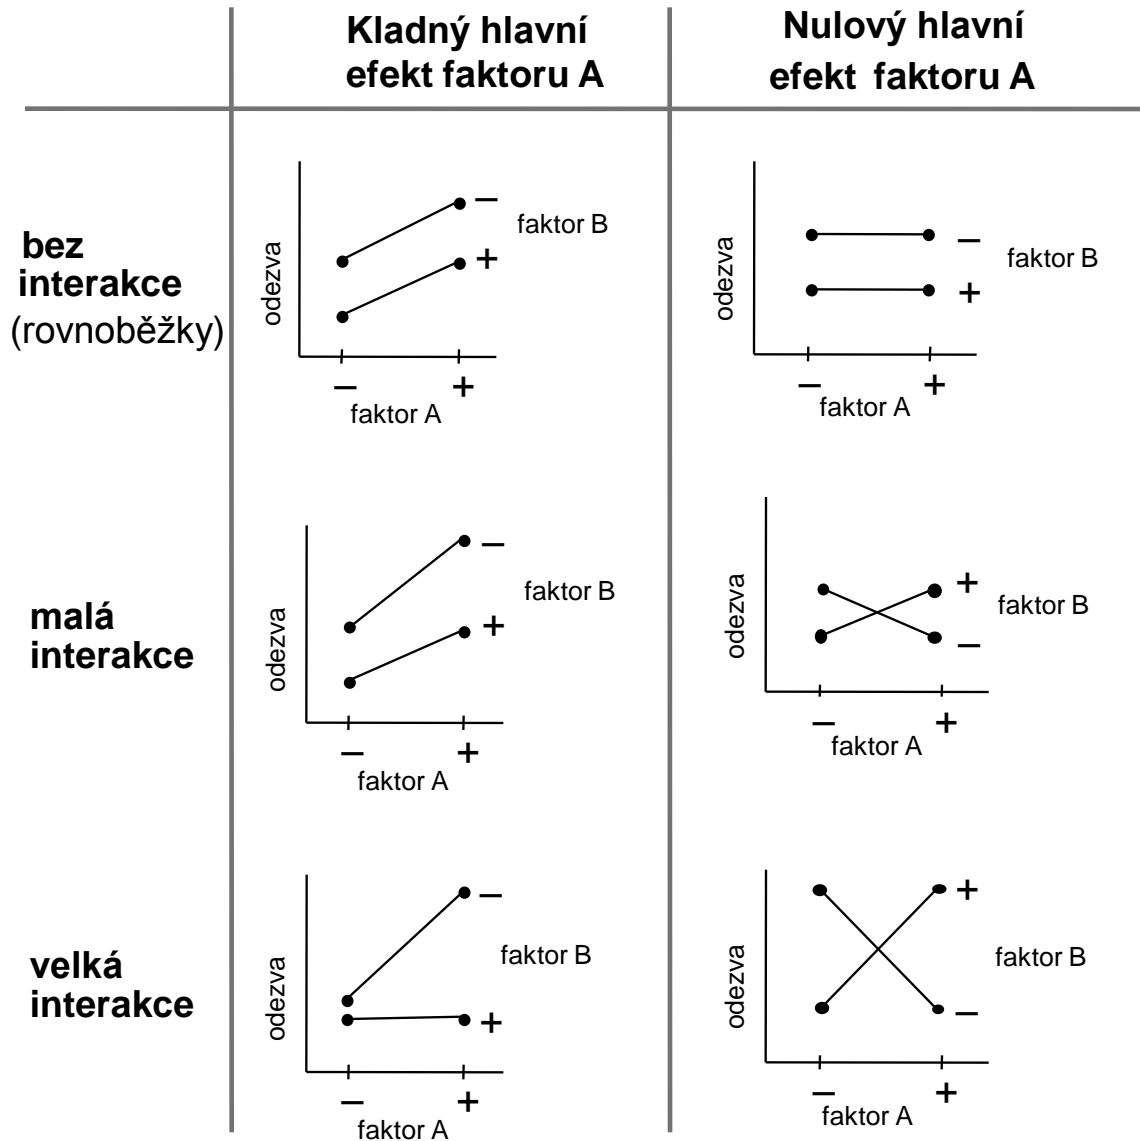 Kladný hlavní
efekt faktoru A
Nulový hlavní
efekt faktoru A
bez
interakce
(rovnoběžky)
odezva
−
+
faktor B
−
+
faktor A
odezva
−
+
faktor B
−
+
faktor A
malá
interakce
odezva
−
+
faktor B
−
+
faktor A
odezva
+
−
faktor B
−
+
faktor A
velká
interakce
odezva
−
+
faktor B
−
+
faktor A
odezva
+
−
faktor B
−
+
faktor A